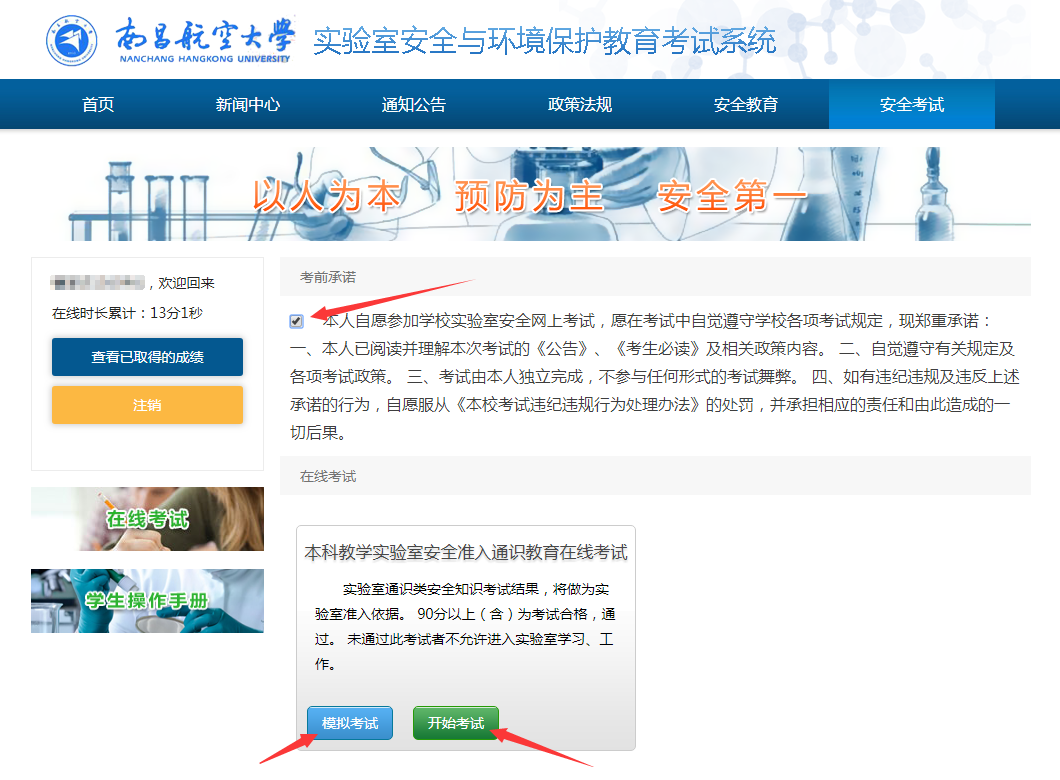 南昌航空大学
NANCHANG HANGKONG UNIVERSITY
实验室安全与环境保护教育考试系统
首页 新闻中心 通知公告 政策法规 安全教育 安全考试
以人为本 预防为主 安全第一
，欢迎回来
在线时长累计：13分1秒
查看已取得的成绩
注销
在线考试
学生操作手册
考前承诺
本人自愿参加学校实验室安全网上考试，愿在考试中自觉遵守学校各项考试规定，现郑重承诺：
一、本人已阅读并理解本次考试的《公告》、《考生必读》及相关政策内容。 二、自觉遵守有关规定及
各项考试政策。 三、考试由本人独立完成，不参与任何形式的考试舞弊。 四、如有违纪违规及违反上述
承诺的行为，自愿服从《本校考试违纪违规行为处理办法》的处罚，并承担相应的责任和由此造成的一
切后果。
在线考试
本科教学实验室安全准入通识教育在线考试
实验室通识类安全知识考试结果，将做为实
验室准入依据。 90分以上（含）为考试合格，通
过。 未通过此考试者不允许进入实验室学习、工
作。
模拟考试 开始考试